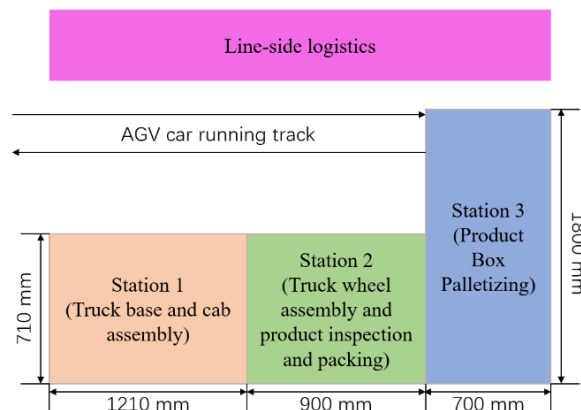 Line-side logistics
AGV car running track
Station 3
(Product
Box
Palletizing)
1800 mm
710 mm
Station 1
(Truck base and cab
assembly)
Station 2
(Truck wheel
assembly and
product inspection
and packing)
1210 mm
900 mm
700 mm